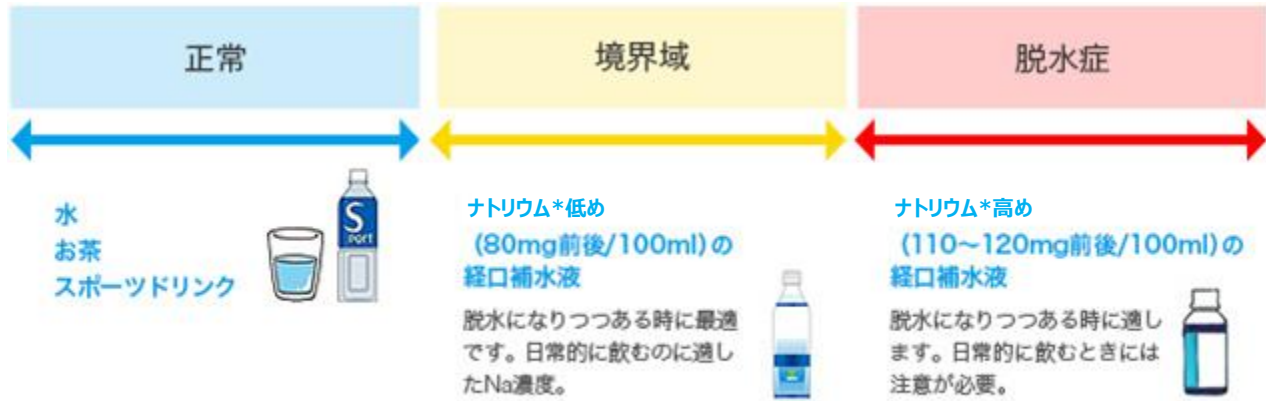 正常
境界域
脱水症
水
お茶
スポーツドリンク
S
PORT
ナトリウム*低め
(80mg前後/100ml)の
経口補水液
脱水になりつつある時に最適
です。日常的に飲むのに適し
たNa濃度。
ナトリウム*高め
(110〜120mg前後/100ml)の
経口補水液
脱水になりつつある時に適し
ます。日常的に飲むときには
注意が必要。